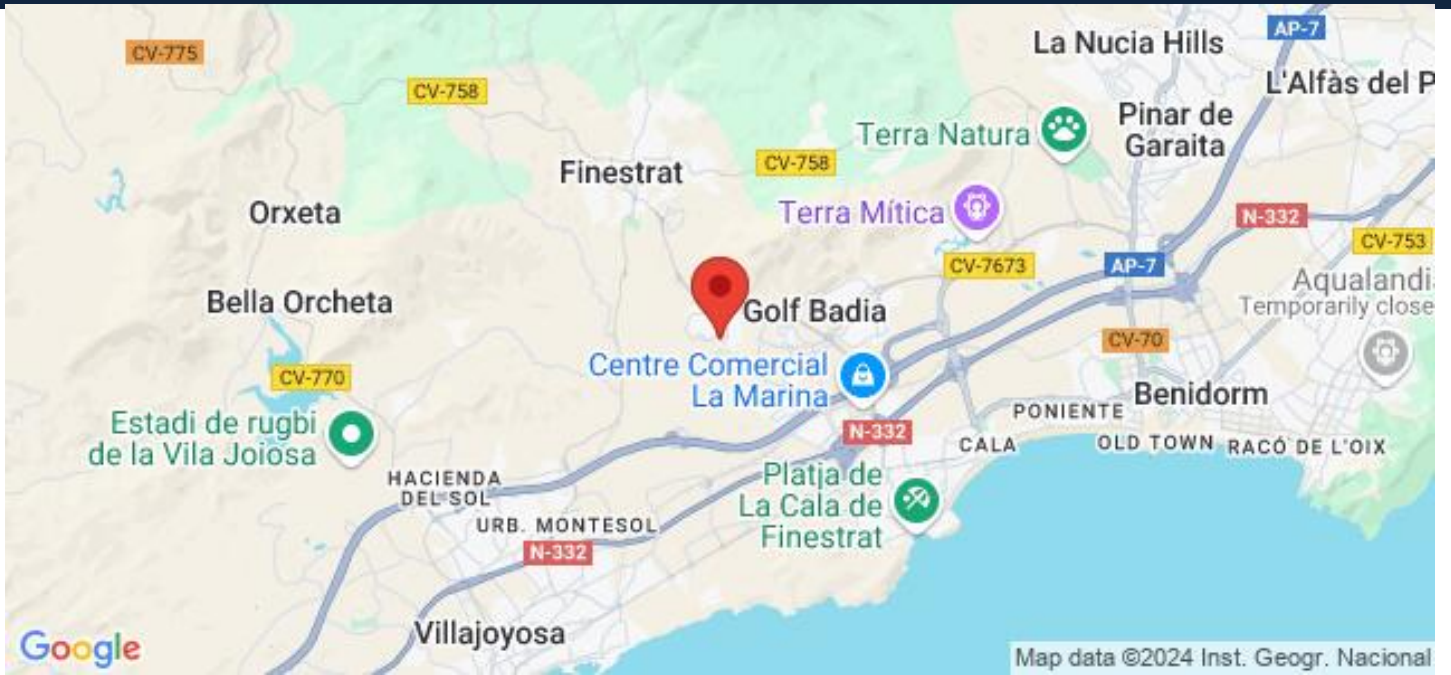 AP-7
La Nucia Hills
CV-775
L'Alfàs del P
CV-758
Terra Natura
Pinar de
Garaita
CV-758
Finestrat
Orxeta
Terra Mítica
N-332
CV-753
CV-7673
AP-7
Aqualandia
Temporarily close
Bella Orcheta
Golf Badia
CV-70
Centre Comercial
La Marina
CV-770
Benidorm
PONIENTE
Estadi de rugbi
de la Vila Joiosa
N-332
CALA
OLD TOWN
RACÓ DE L'OIX
HACIENDA
DEL SOL
Platja de
La Cala de
Finestrat
URB. MONTESOL
N-332
Villajoyosa
Google
Map data ©2024 Inst. Geogr. Nacional